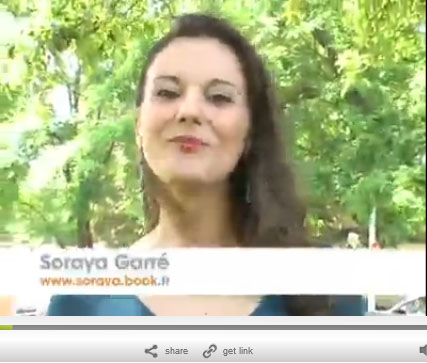 Soraya Garré
www.soraya.book.fr
share
get link